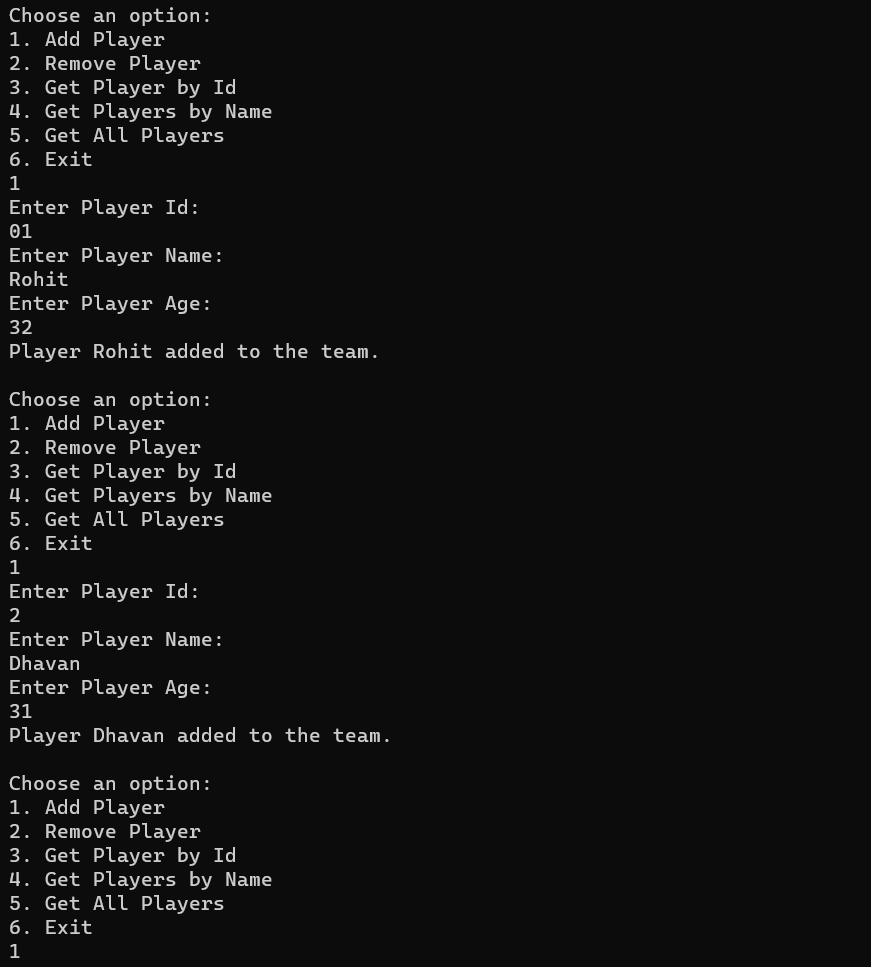 Choose an option:
1. Add Player
2. Remove Player
3. Get Player by Id
4. Get Players by Name
5. Get All Players
6. Exit
1
Enter Player Id:
01
Enter Player Name:
Rohit
Enter Player Age:
32
Player Rohit added to the team.

Choose an option:
1. Add Player
2. Remove Player
3. Get Player by Id
4. Get Players by Name
5. Get All Players
6. Exit
1
Enter Player Id:
2
Enter Player Name:
Dhavan
Enter Player Age:
31
Player Dhavan added to the team.

Choose an option:
1. Add Player
2. Remove Player
3. Get Player by Id
4. Get Players by Name
5. Get All Players
6. Exit
1